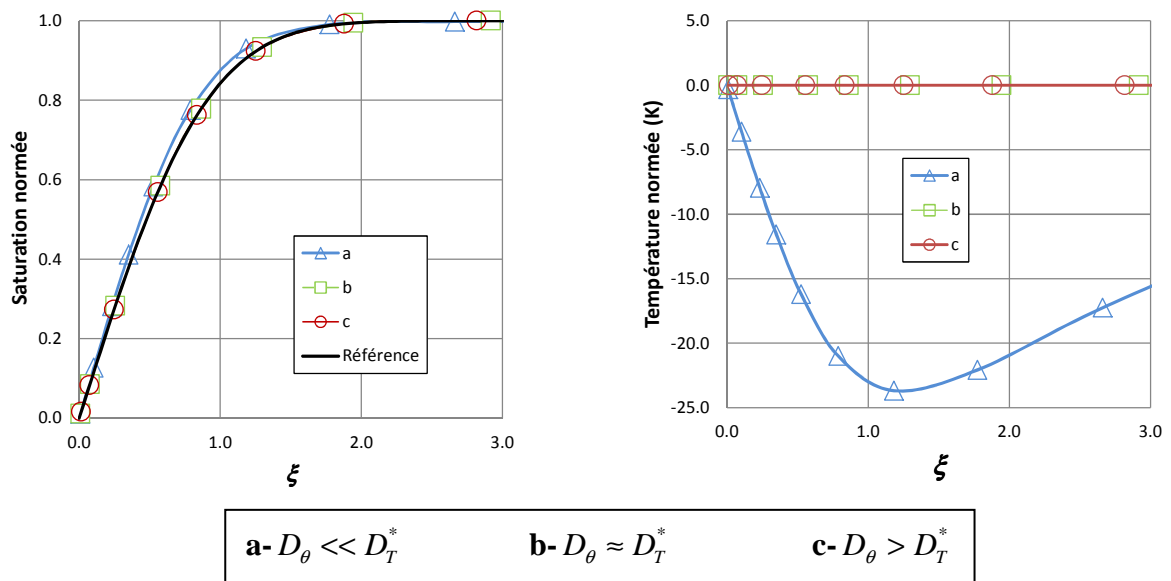 Saturation normée
1.0
0.8
0.6
0.4
0.2
0.0
0.0 1.0 2.0 3.0
ξ
a
b
c
Référence
Température normée (K)
5.0
0.0
-5.0
-10.0
-15.0
-20.0
-25.0
0.0 1.0 2.0 3.0
ξ
a
b
c
a- D_θ << D_T^* b- D_θ ≈ D_T^* c- D_θ > D_T^*